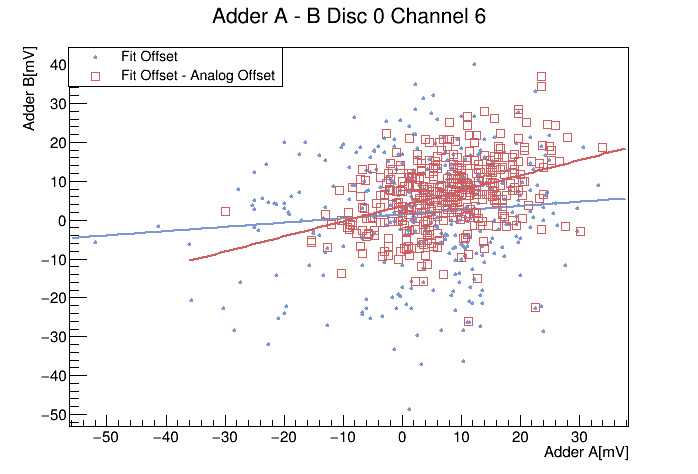 Adder A - B Disc 0 Channel 6
Adder B[mV]
Fit Offset
Fit Offset - Analog Offset
40
30
20
10
0
−10
−20
−30
−40
−50
−50 −40 −30 −20 −10 0 10 20 30
Adder A[mV]